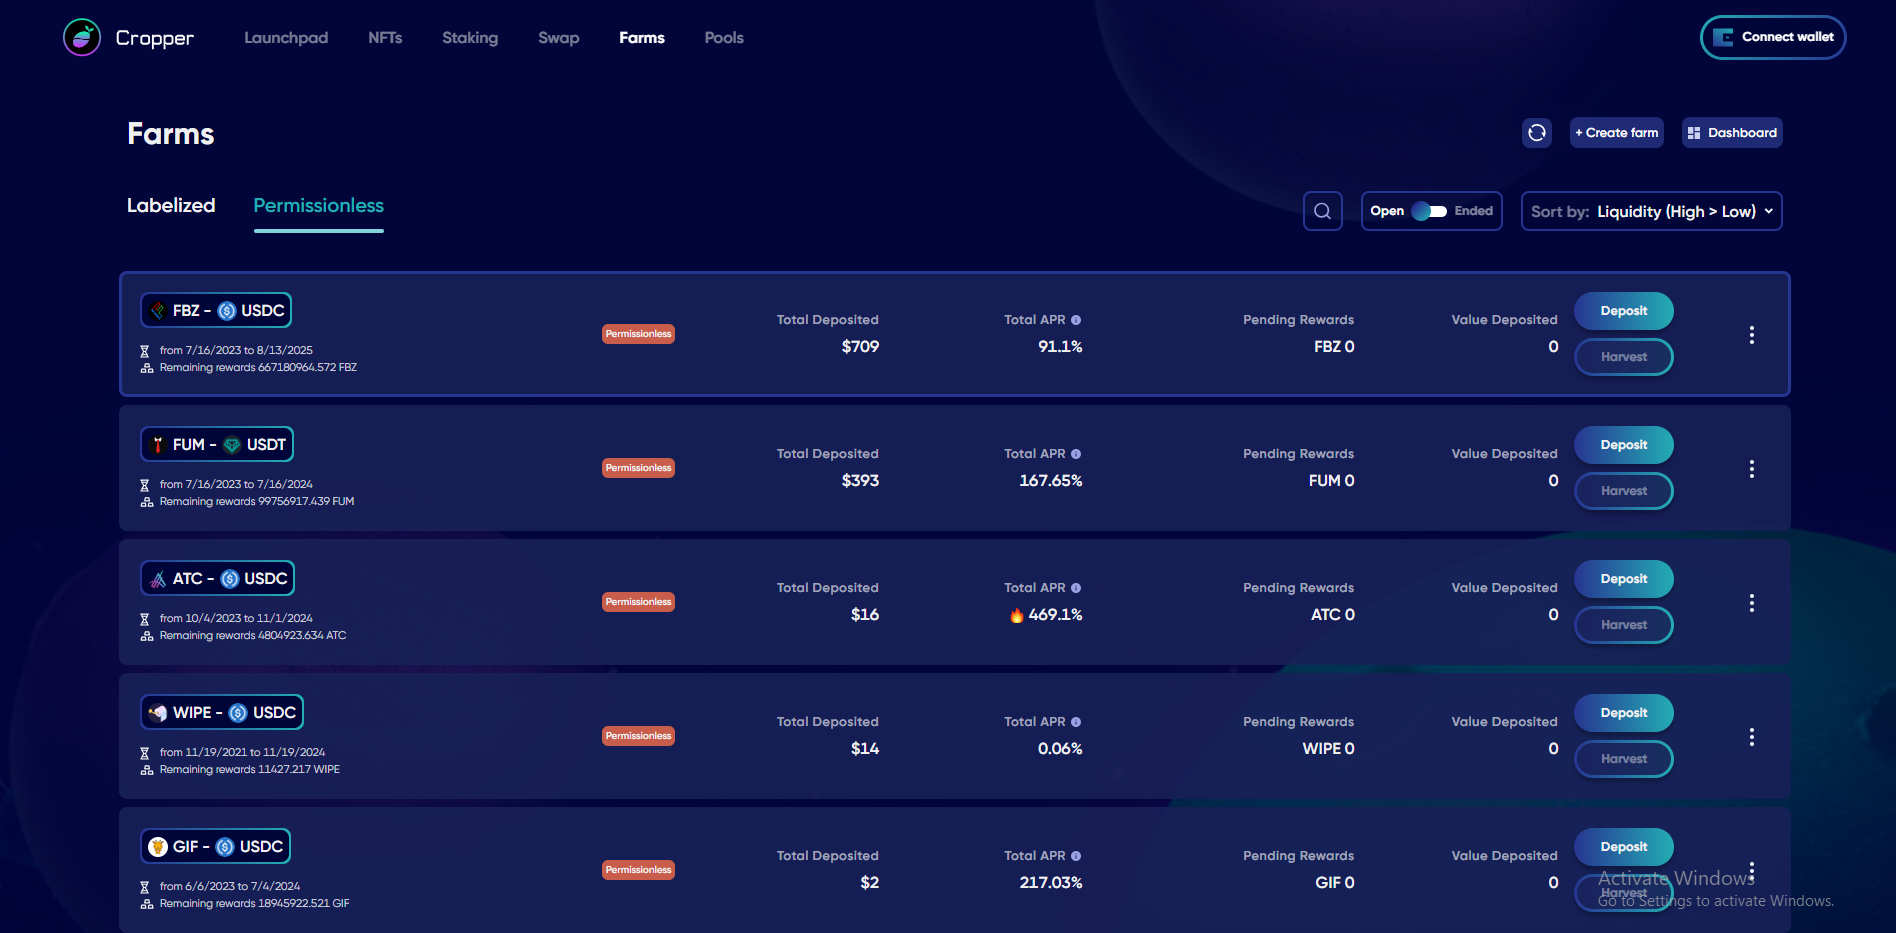 Cropper
Launchpad
NFTs
Staking
Swap
Farms
Pools
Connect wallet
Farms
+ Create farm
Dashboard
Labelized
Permissionless
Open
Ended
Sort by: Liquidity (High > Low)
FBZ - USDC
from 7/16/2023 to 8/13/2025
Remaining rewards 667180964.572 FBZ
Permissionless
Total Deposited
$709
Total APR
91.1%
Pending Rewards
FBZ 0
Value Deposited
0
Deposit
Harvest
FUM - USDT
from 7/16/2023 to 7/16/2024
Remaining rewards 99756917.439 FUM
Permissionless
Total Deposited
$393
Total APR
167.65%
Pending Rewards
FUM 0
Value Deposited
0
Deposit
Harvest
ATC - USDC
from 10/4/2023 to 11/1/2024
Remaining rewards 4804923.634 ATC
Permissionless
Total Deposited
$16
Total APR
🔥 469.1%
Pending Rewards
ATC 0
Value Deposited
0
Deposit
Harvest
WIPE - USDC
from 11/19/2021 to 11/19/2024
Remaining rewards 11427.217 WIPE
Permissionless
Total Deposited
$14
Total APR
0.06%
Pending Rewards
WIPE 0
Value Deposited
0
Deposit
Harvest
GIF - USDC
from 6/6/2023 to 7/4/2024
Remaining rewards 18945922.521 GIF
Permissionless
Total Deposited
$2
Total APR
217.03%
Pending Rewards
GIF 0
Value Deposited
0
Deposit
Harvest
Activate Windows
Go to Settings to activate Windows.